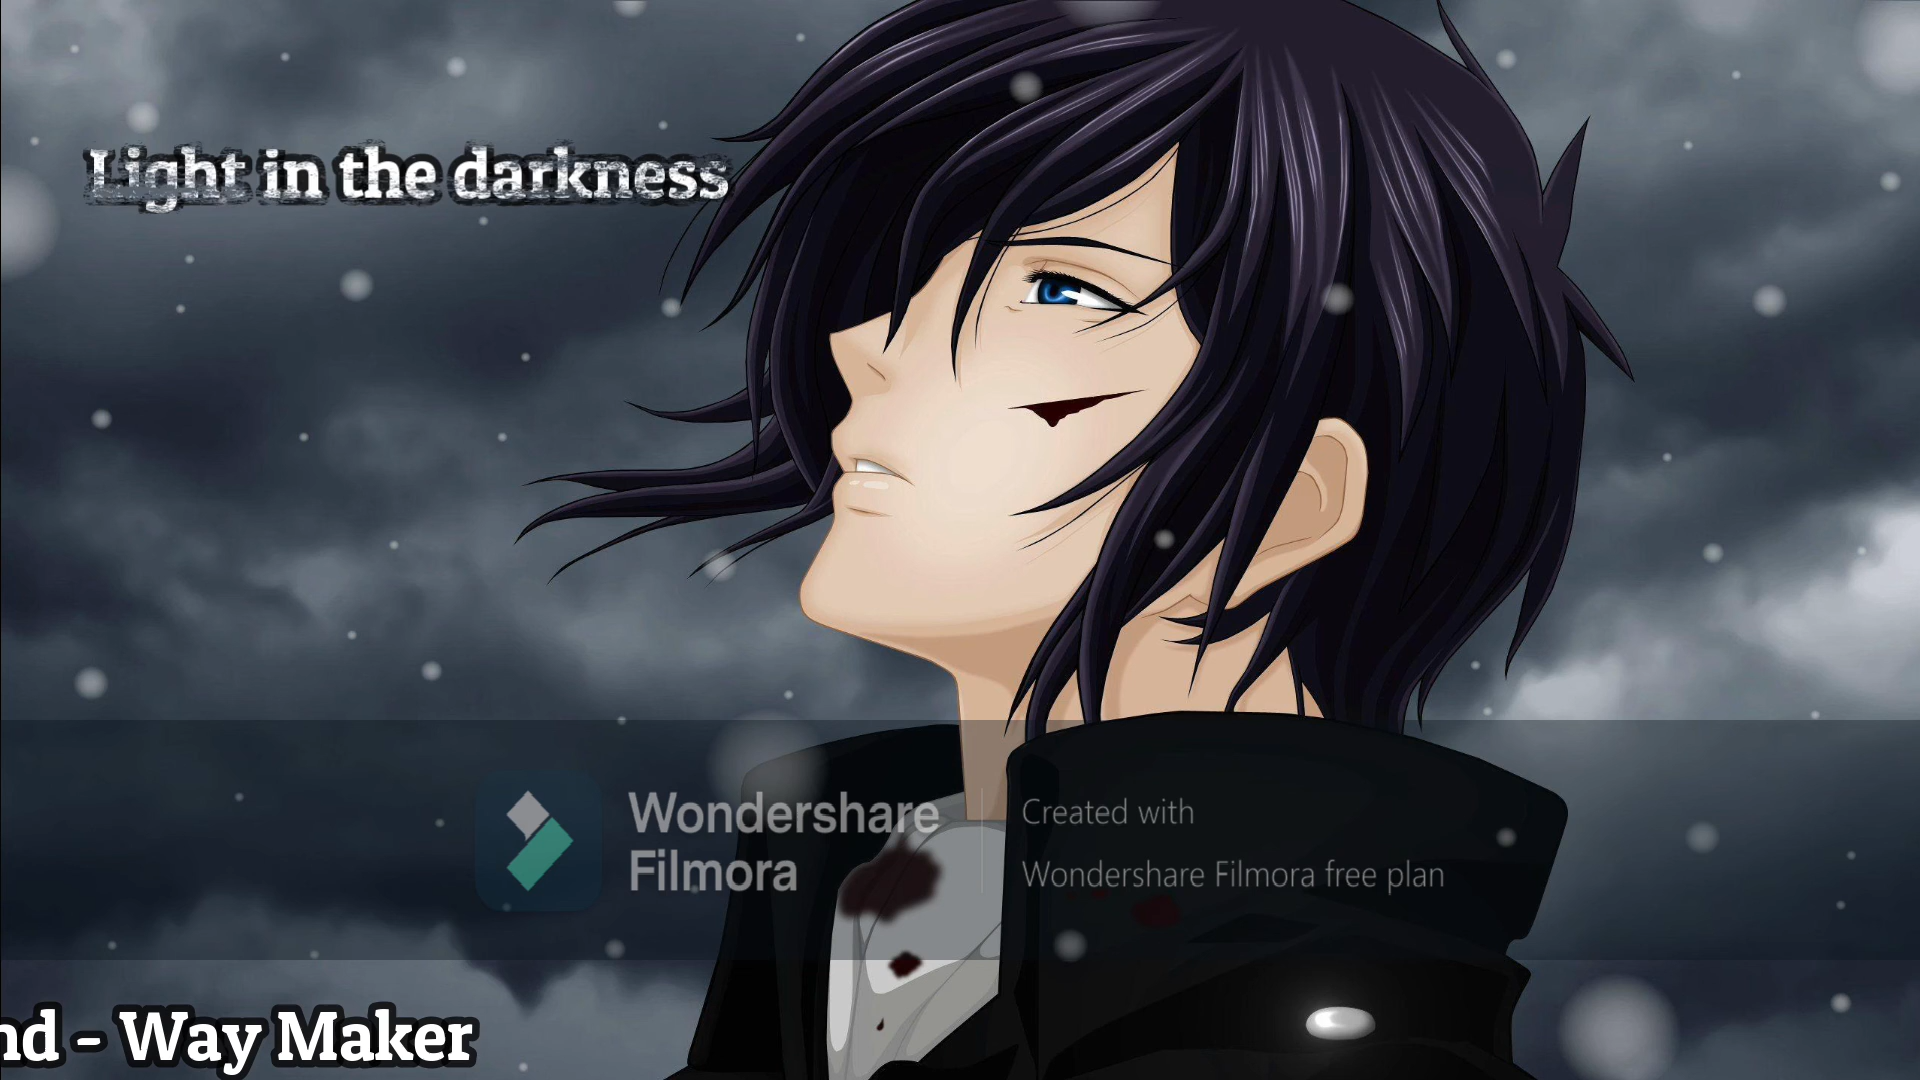 Light in the darkness
Wondershare
Filmora
Created with
Wondershare Filmora free plan
nd - Way Maker